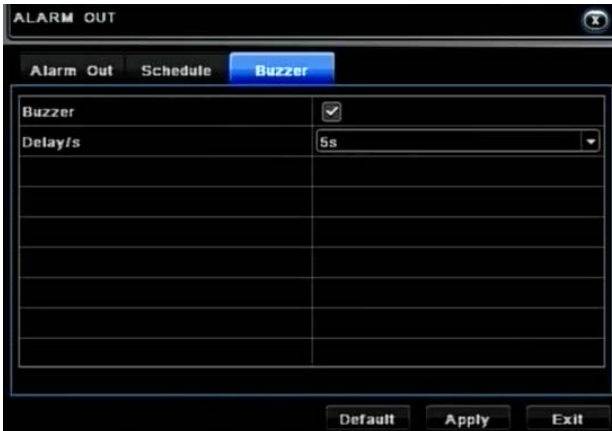 ALARM OUT
Alarm Out Schedule Buzzer
Buzzer
Delay/s 5s
Default Apply Exit